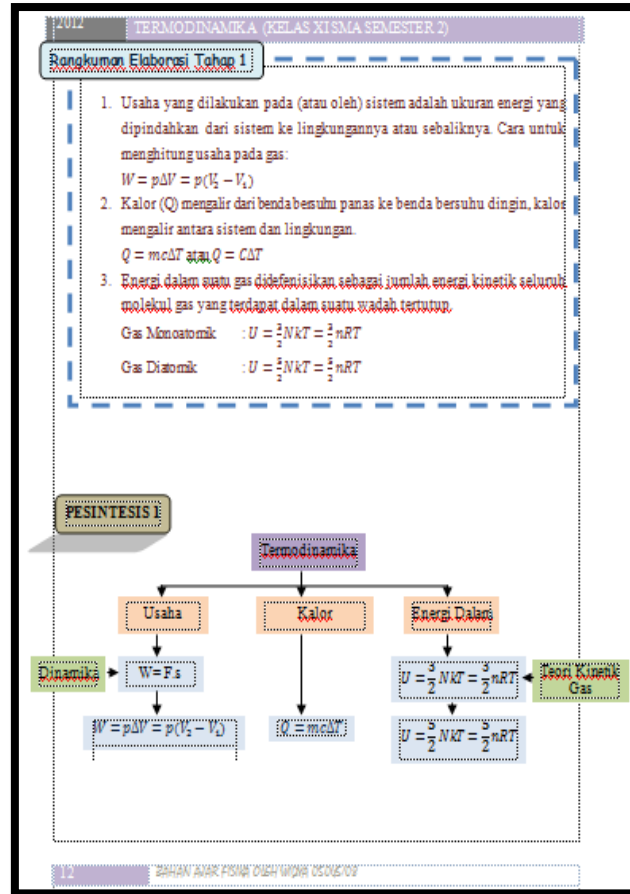 2012 TERMODINAMIKA (KELAS XI SMA SEMESTER 2)
Rangkuman Elaborasi Tahap 1
1. Usaha yang dilakukan pada (atau oleh) sistem adalah ukuran energi yang
dipindahkan dari sistem ke lingkungannya atau sebaliknya. Cara untuk
menghitung usaha pada gas:
W = pΔV = p(V₂ − V₁)
2. Kalor (Q) mengalir dari benda bersuhu panas ke benda bersuhu dingin, kalor
mengalir antara sistem dan lingkungan.
Q = mcΔT atau Q = CΔT
3. Energi dalam suatu gas didefenisikan sebagai jumlah energi kinetik seluruh
molekul gas yang terdapat dalam suatu wadah tertutup.
Gas Monoatomik : U = 3/2 NkT = 3/2 nRT
Gas Diatomik : U = 5/2 NkT = 5/2 nRT
PESINTESIS 1
Termodinamika
Usaha Kalor Energi Dalam
Dinamika W=F.s U = 3/2 NkT = 3/2 nRT Teori Kinetik
Gas
W = pΔV = p(V₂ − V₁) Q = mcΔT U = 5/2 NkT = 5/2 nRT
12 BAHAN AJAR FISIKA OLEH